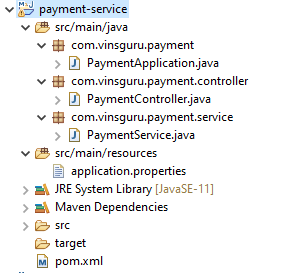 payment-service
src/main/java
com.vinsguru.payment
PaymentApplication.java
com.vinsguru.payment.controller
PaymentController.java
com.vinsguru.payment.service
PaymentService.java
src/main/resources
application.properties
JRE System Library [JavaSE-11]
Maven Dependencies
src
target
pom.xml